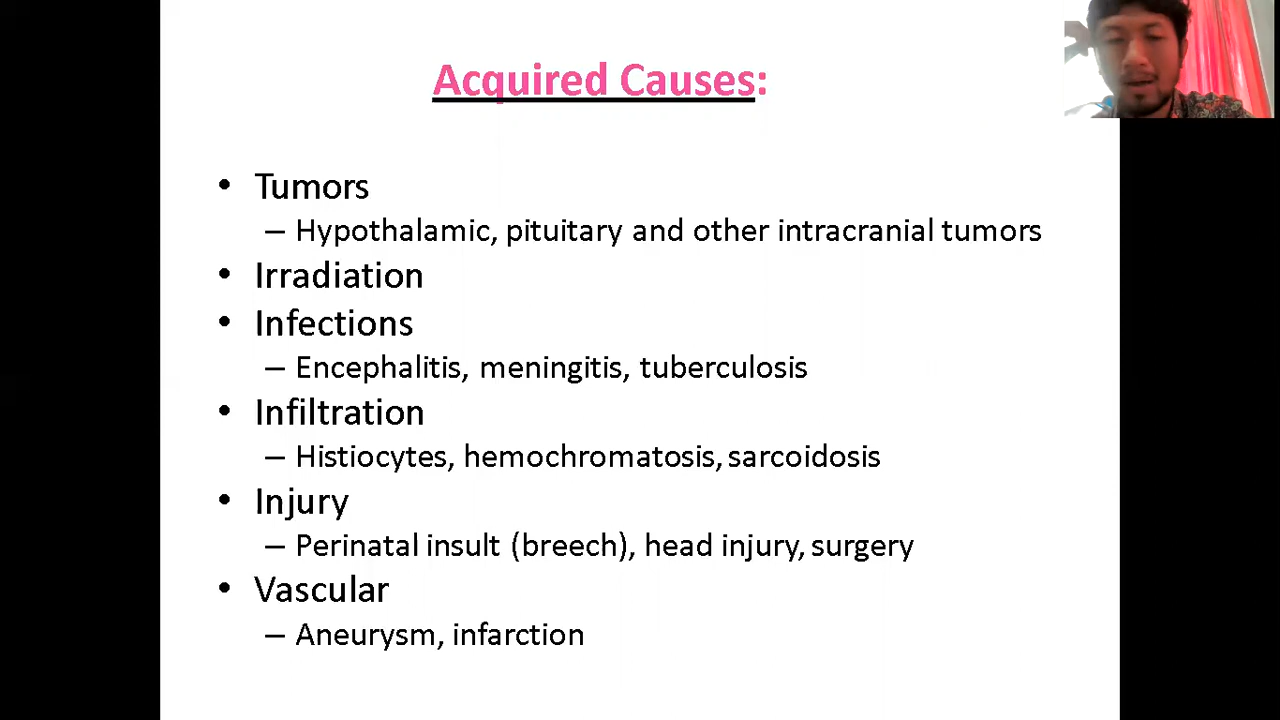 Acquired Causes:
• Tumors
– Hypothalamic, pituitary and other intracranial tumors
• Irradiation
• Infections
– Encephalitis, meningitis, tuberculosis
• Infiltration
– Histiocytes, hemochromatosis, sarcoidosis
• Injury
– Perinatal insult (breech), head injury, surgery
• Vascular
– Aneurysm, infarction